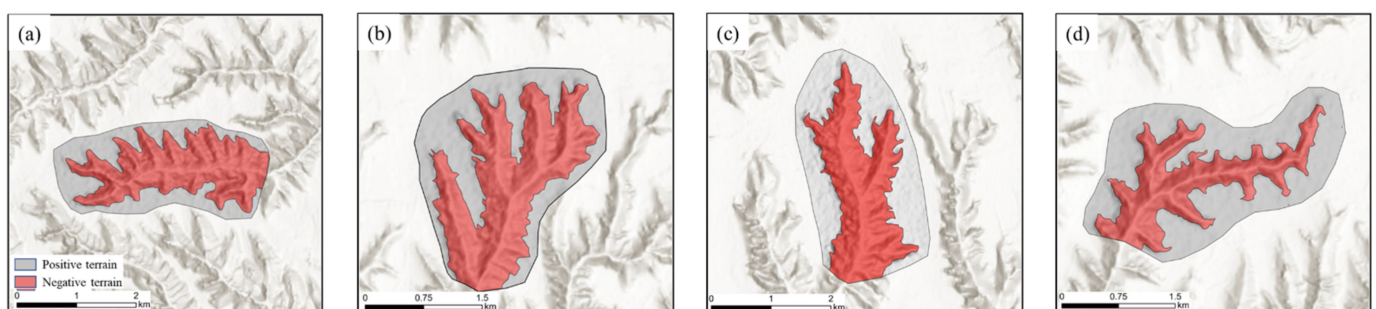 (a)
Positive terrain
Negative terrain
0 1 2
km
(b)
0 0.75 1.5
km
(c)
0 1 2
km
(d)
0 0.75 1.5
km